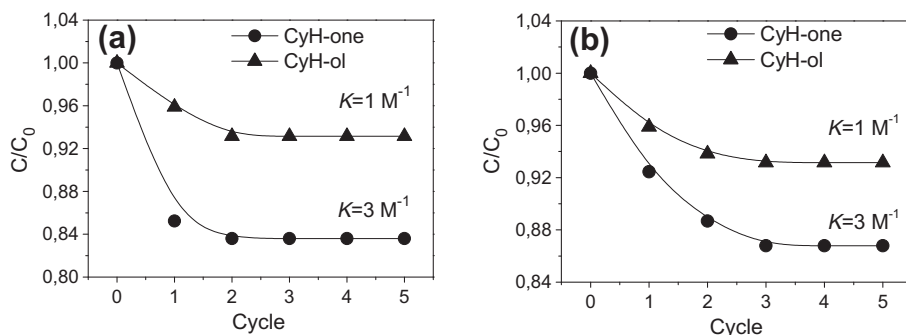 (a)
CyH-one
CyH-ol
K=1 M⁻¹
K=3 M⁻¹
1,04
1,00
0,96
0,92
0,88
0,84
0,80
C/C₀
0 1 2 3 4 5
Cycle
(b)
CyH-one
CyH-ol
K=1 M⁻¹
K=3 M⁻¹
1,04
1,00
0,96
0,92
0,88
0,84
C/C₀
0 1 2 3 4 5
Cycle